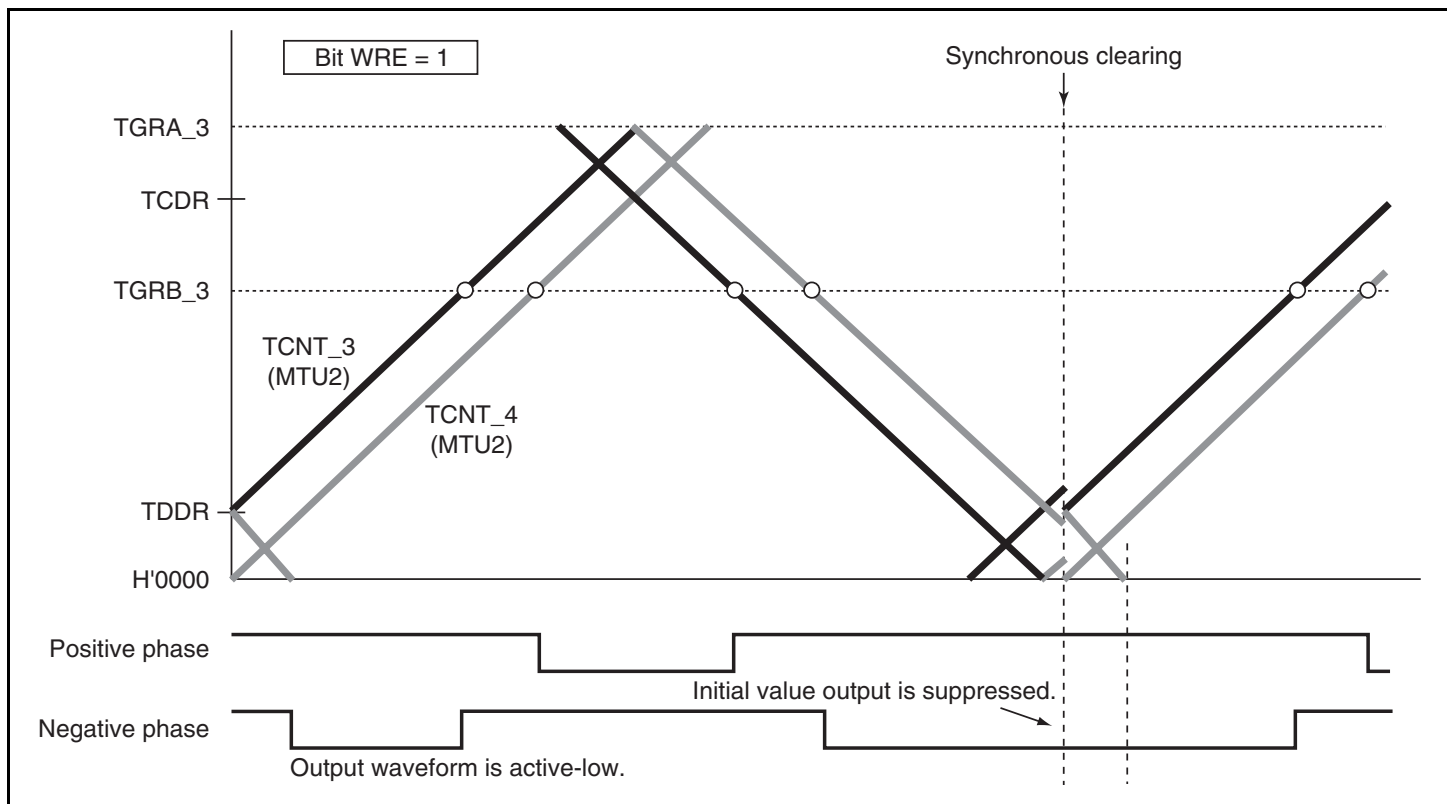 Bit WRE = 1
Synchronous clearing
TGRA_3
TCDR
TGRB_3
TCNT_3
(MTU2)
TCNT_4
(MTU2)
TDDR
H'0000
Positive phase
Initial value output is suppressed.
Negative phase
Output waveform is active-low.